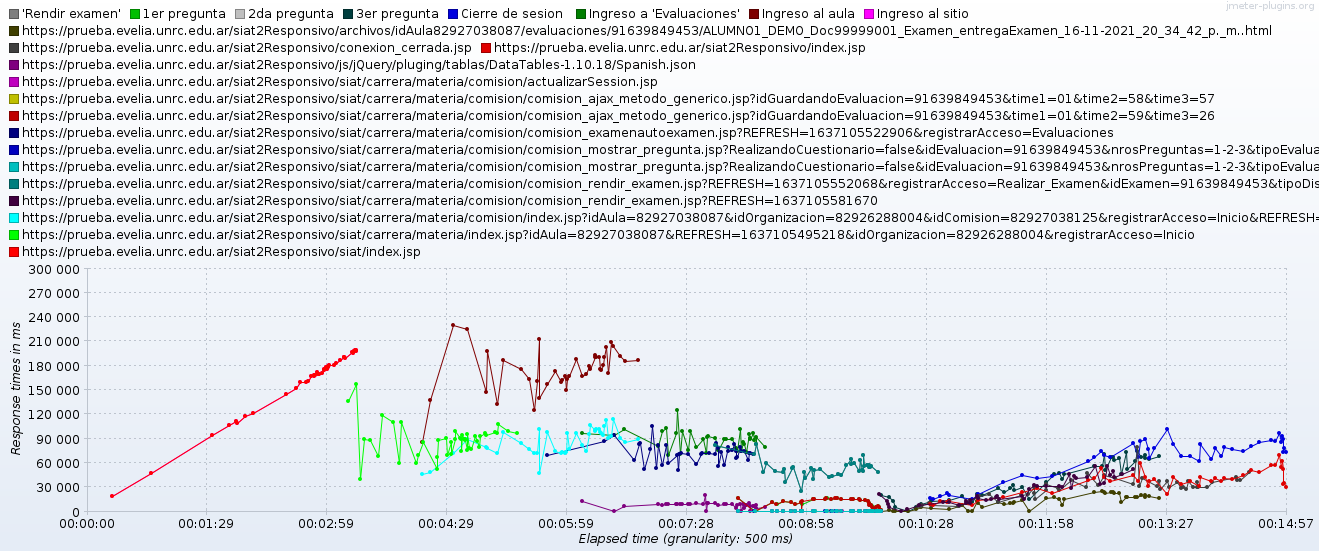 jmeter-plugins.org
'Rendir examen' 1er pregunta 2da pregunta 3er pregunta Cierre de sesion Ingreso a 'Evaluaciones' Ingreso al aula Ingreso al sitio
https://prueba.evelia.unrc.edu.ar/siat2Responsivo/archivos/idAula82927038087/evaluaciones/91639849453/ALUMNO1_DEMO_Doc99999001_Examen_entregaExamen_16-11-2021_20_34_42_p._m..html
https://prueba.evelia.unrc.edu.ar/siat2Responsivo/conexion_cerrada.jsp https://prueba.evelia.unrc.edu.ar/siat2Responsivo/index.jsp
https://prueba.evelia.unrc.edu.ar/siat2Responsivo/js/jQuery/pluging/tablas/DataTables-1.10.18/Spanish.json
https://prueba.evelia.unrc.edu.ar/siat2Responsivo/siat/carrera/materia/comision/actualizarSession.jsp
https://prueba.evelia.unrc.edu.ar/siat2Responsivo/siat/carrera/materia/comision/comision_ajax_metodo_generico.jsp?idGuardandoEvaluacion=91639849453&time1=01&time2=58&time3=57
https://prueba.evelia.unrc.edu.ar/siat2Responsivo/siat/carrera/materia/comision/comision_ajax_metodo_generico.jsp?idGuardandoEvaluacion=91639849453&time1=01&time2=59&time3=26
https://prueba.evelia.unrc.edu.ar/siat2Responsivo/siat/carrera/materia/comision/comision_examenautoexamen.jsp?REFRESH=1637105522906&registrarAcceso=Evaluaciones
https://prueba.evelia.unrc.edu.ar/siat2Responsivo/siat/carrera/materia/comision/comision_mostrar_pregunta.jsp?RealizandoCuestionario=false&idEvaluacion=91639849453&nrosPreguntas=1-2-3&tipoEvalua
https://prueba.evelia.unrc.edu.ar/siat2Responsivo/siat/carrera/materia/comision/comision_mostrar_pregunta.jsp?RealizandoCuestionario=false&idEvaluacion=91639849453&nrosPreguntas=1-2-3&tipoEvalua
https://prueba.evelia.unrc.edu.ar/siat2Responsivo/siat/carrera/materia/comision/comision_rendir_examen.jsp?REFRESH=1637105552068&registrarAcceso=Realizar_Examen&idExamen=91639849453&tipoDis
https://prueba.evelia.unrc.edu.ar/siat2Responsivo/siat/carrera/materia/comision/comision_rendir_examen.jsp?REFRESH=1637105581670
https://prueba.evelia.unrc.edu.ar/siat2Responsivo/siat/carrera/materia/comision/index.jsp?idAula=82927038087&idOrganizacion=82926288004&idComision=82927038125&registrarAcceso=Inicio&REFRESH=
https://prueba.evelia.unrc.edu.ar/siat2Responsivo/siat/carrera/materia/index.jsp?idAula=82927038087&REFRESH=1637105495218&idOrganizacion=82926288004&registrarAcceso=Inicio
https://prueba.evelia.unrc.edu.ar/siat2Responsivo/siat/index.jsp
Response times in ms
300 000
270 000
240 000
210 000
180 000
150 000
120 000
90 000
60 000
30 000
0
00:00:00 00:01:29 00:02:59 00:04:29 00:05:59 00:07:28 00:08:58 00:10:28 00:11:58 00:13:27 00:14:57
Elapsed time (granularity: 500 ms)